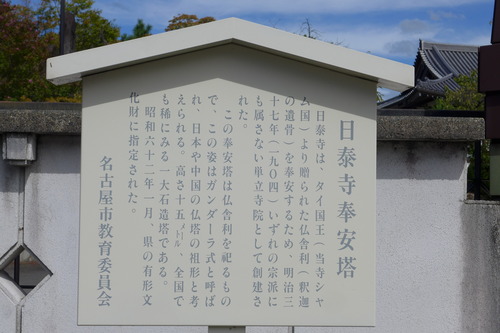 日泰寺奉安塔
日泰寺は、タイ国王（当寺シャ
ム国）より贈られた仏舎利（釈迦
の遺骨）を奉安するため、明治三
十七年（一九〇四）いずれの宗派に
も属さない単立寺院として創建さ
れた。
この奉安塔は仏舎利を祀るもの
で、この姿はガンダーラ式と呼ば
れ、日本や中国の仏塔の祖形と考
えられる。高さ十五メートル、全国で
も稀にみる一大石造塔である。
昭和六十二年一月、県の有形文
化財に指定された。
名古屋市教育委員会